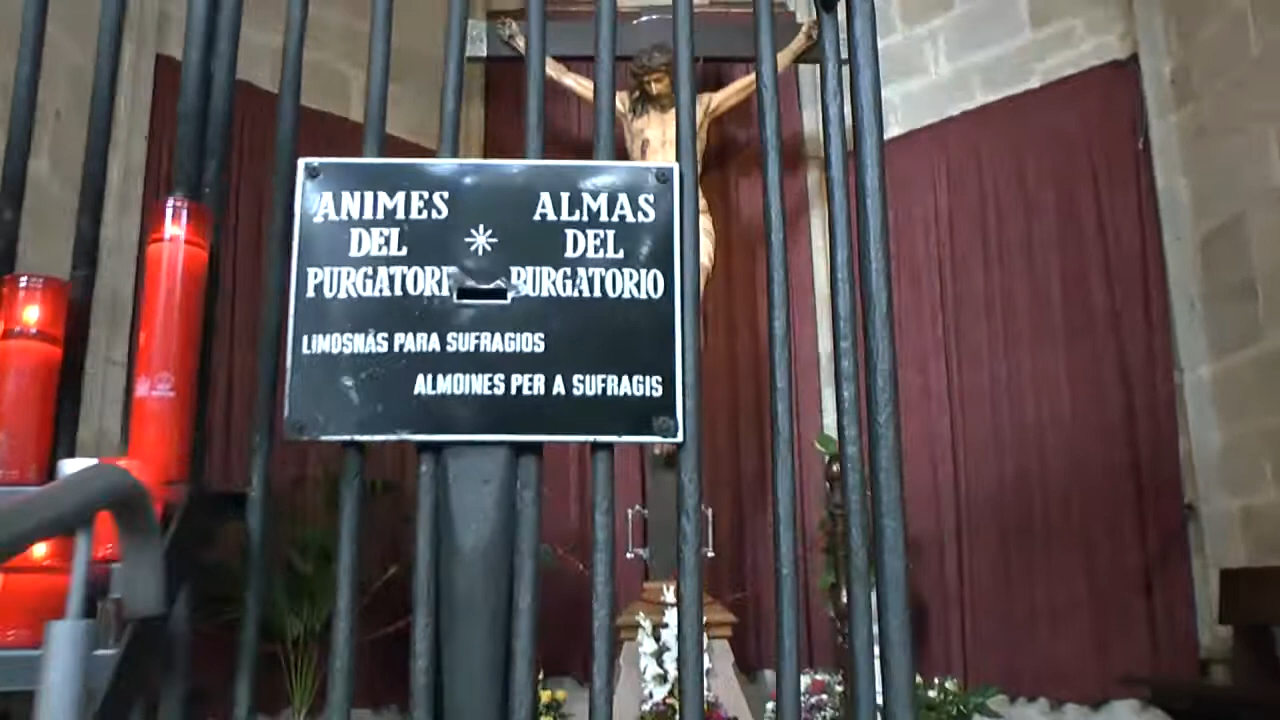 ANIMES
DEL
PURGATORI
ALMAS
DEL
PURGATORIO
LIMOSNAS PARA SUFRAGIOS
ALMOINES PER A SUFRAGIS